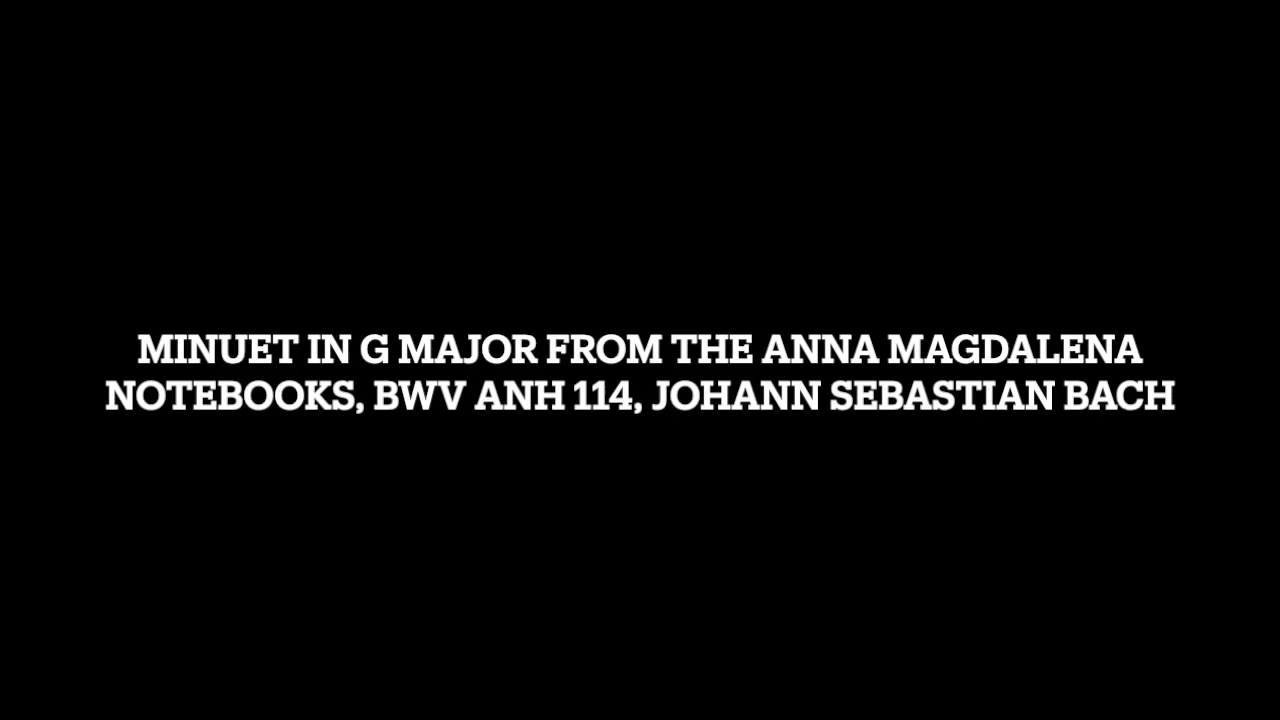 MINUET IN G MAJOR FROM THE ANNA MAGDALENA
NOTEBOOKS, BWV ANH 114, JOHANN SEBASTIAN BACH